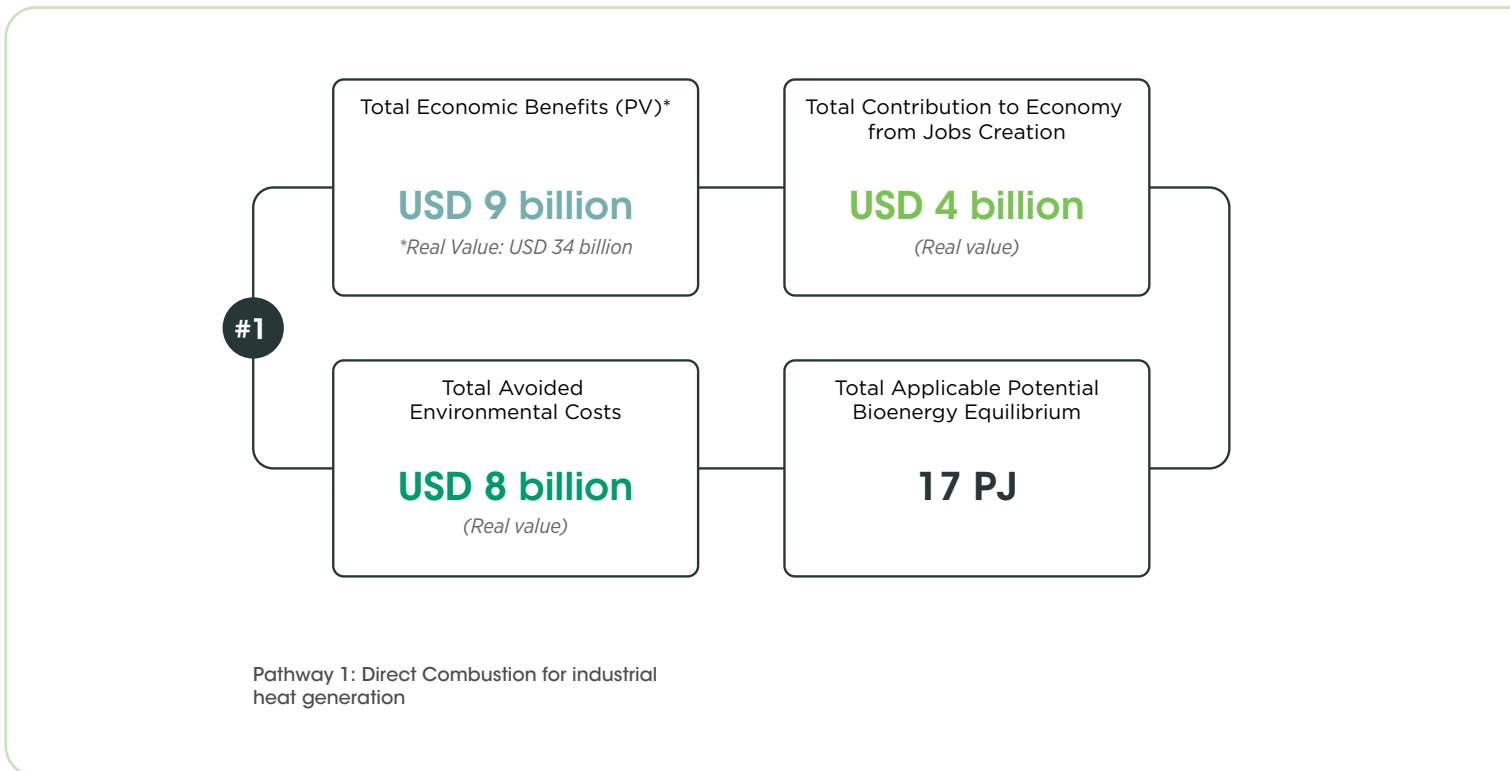 Total Economic Benefits (PV)*
USD 9 billion
*Real Value: USD 34 billion
Total Contribution to Economy
from Jobs Creation
USD 4 billion
(Real value)
#1
Total Avoided
Environmental Costs
USD 8 billion
(Real value)
Total Applicable Potential
Bioenergy Equilibrium
17 PJ
Pathway 1: Direct Combustion for industrial
heat generation